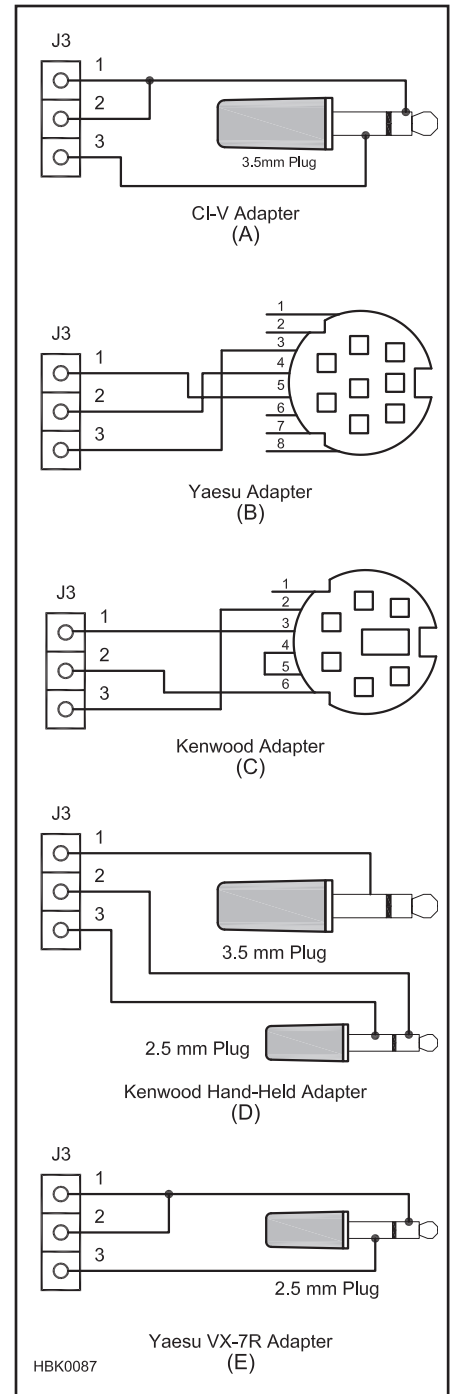 J3
1
2
3
3.5mm Plug
CI-V Adapter
(A)
J3
1
2
3
1
2
3
4
5
6
7
8
Yaesu Adapter
(B)
J3
1
2
3
1
2
3
4
5
6
Kenwood Adapter
(C)
J3
1
2
3
3.5 mm Plug
2.5 mm Plug
Kenwood Hand-Held Adapter
(D)
J3
1
2
3
2.5 mm Plug
Yaesu VX-7R Adapter
(E)
HBK0087